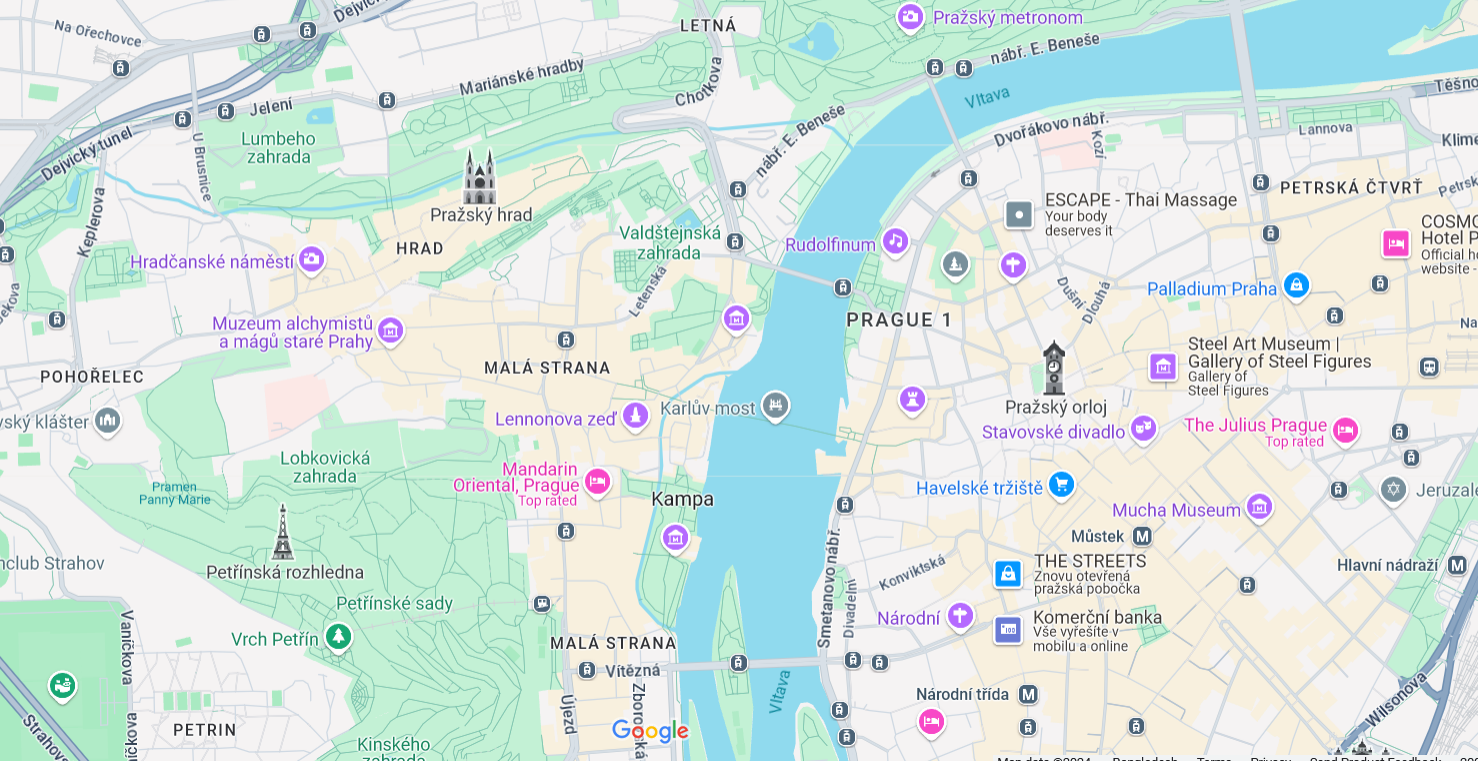 LETNÁ
Pražský metronom
Dejvický
Na Ořechovce
nábř. E. Beneše
Mariánské hradby
Chotkova
Vltava
Těšno
Jelení
Dejvický tunel
U Brusnice
Lumbeho
zahrada
nábř. E. Beneše
Dvořákovo nábř.
Kozí
Lannova
Klime
PETRSKÁ ČTVRŤ
Petrs
Keplerova
Pražský hrad
HRAD
Valdštejnská
zahrada
Letenská
Rudolfinum
ESCAPE - Thai Massage
Your body
deserves it
COSMO
Hotel P
Official ho
website -
Hradčanské náměstí
Dušní
Dlouhá
Palladium Praha
Muzeum alchymistů
a mágů staré Prahy
PRAGUE 1
Na
POHOŘELEC
MALÁ STRANA
Steel Art Museum |
Gallery of Steel Figures
Gallery of
Steel Figures
vský klášter
Lennonova zeď
Karlův most
Pražský orloj
Stavovské divadlo
The Julius Prague
Top rated
Lobkovická
zahrada
Pramen
Panny Marie
Mandarin
Oriental, Prague
Top rated
Kampa
Havelské tržiště
Mucha Museum
Jeruzalé
Můstek
nclub Strahov
Petřínská rozhledna
Smetanovo nábř.
Divadelní
Konviktská
THE STREETS
Znovu otevřená
pražská pobočka
Hlavní nádraží
Petřínské sady
Vrch Petřín
Národní
Komerční banka
Vše vyřešíte v
mobilu a online
Vaníčkova
MALÁ STRANA
Vítězná
Vltava
Národní třída
Wilsonova
Strahov
PETRIN
Kinského
zahrada
Újezd
Zborovská
Google
Map data ©2024
Bangladesh
Terms
Privacy
Send Product Feedback
200